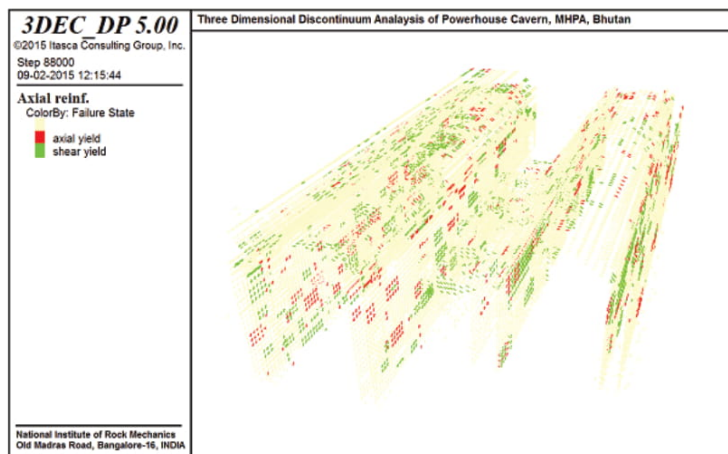 3DEC_DP 5.00
©2015 Itasca Consulting Group, Inc.
Step 88000
09-02-2015 12:15:44
Axial reinf.
ColorBy: Failure State
axial yield
shear yield
National Institute of Rock Mechanics
Old Madras Road, Bangalore-16, INDIA
Three Dimensional Discontinuum Analaysis of Powerhouse Cavern, MHPA, Bhutan